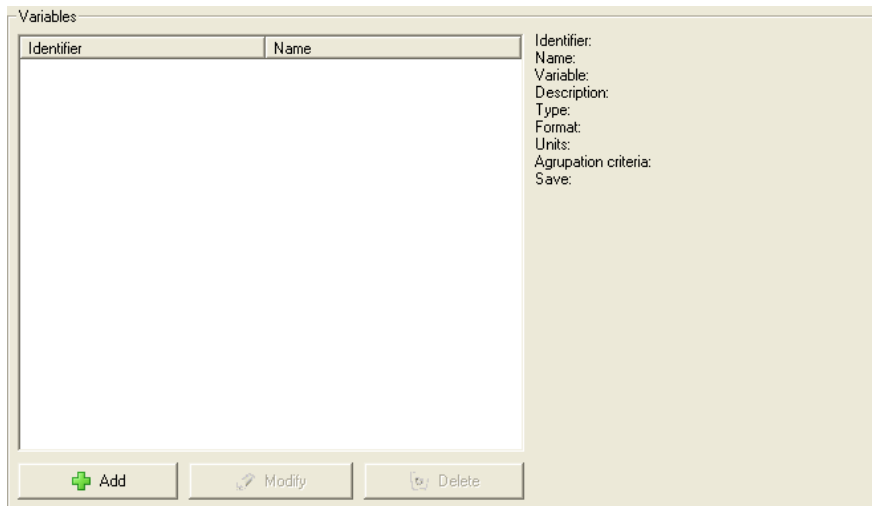 Variables
Identifier Name
Identifier:
Name:
Variable:
Description:
Type:
Format:
Units:
Agrupation criteria:
Save:
Add Modify Delete